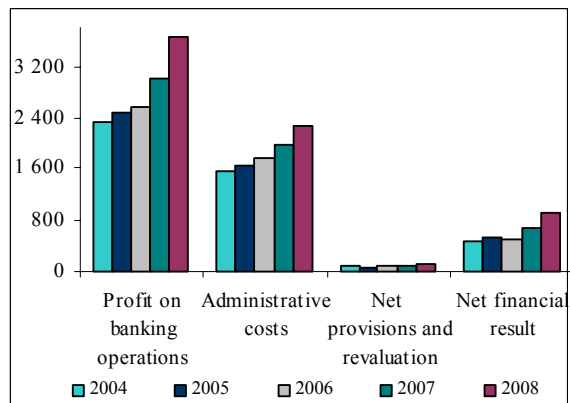 3 200
2 400
1 600
800
0
Profit on
banking
operations
Administrative
costs
Net
provisions and
revaluation
Net financial
result
2004 2005 2006 2007 2008